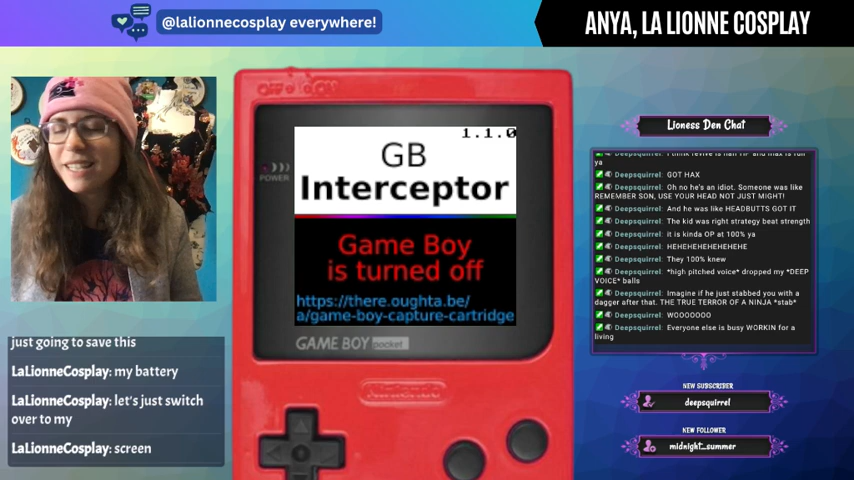 @lalionnecosplay everywhere!
ANYA, LA LIONNE COSPLAY
OFF ON
POWER
1.1.0
GB
Interceptor
Game Boy
is turned off
https://there.oughta.be/
a/game-boy-capture-cartridge
GAME BOY pocket
Nintendo
just going to save this
LaLionneCosplay: my battery
LaLionneCosplay: let's just switch
over to my
LaLionneCosplay: screen
Lioness Den Chat
ya
Deepsquirrel: GOT HAX
Deepsquirrel: Oh no he's an idiot. Someone was like
REMEMBER SON, USE YOUR HEAD NOT JUST MIGHT!
Deepsquirrel: And he was like HEADBUTTS GOT IT
Deepsquirrel: The kid was right strategy beat strength
Deepsquirrel: it is kinda OP at 100% ya
Deepsquirrel: HEHEHEHEHEHEHE
Deepsquirrel: They 100% knew
Deepsquirrel: *high pitched voice* dropped my *DEEP
VOICE* balls
Deepsquirrel: Imagine if he just stabbed you with a
dagger after that. THE TRUE TERROR OF A NINJA *stab*
Deepsquirrel: WOOOOOOO
Deepsquirrel: Everyone else is busy WORKIN for a
living
NEW SUBSCRIBER
deepsquirrel
NEW FOLLOWER
midnight_summer